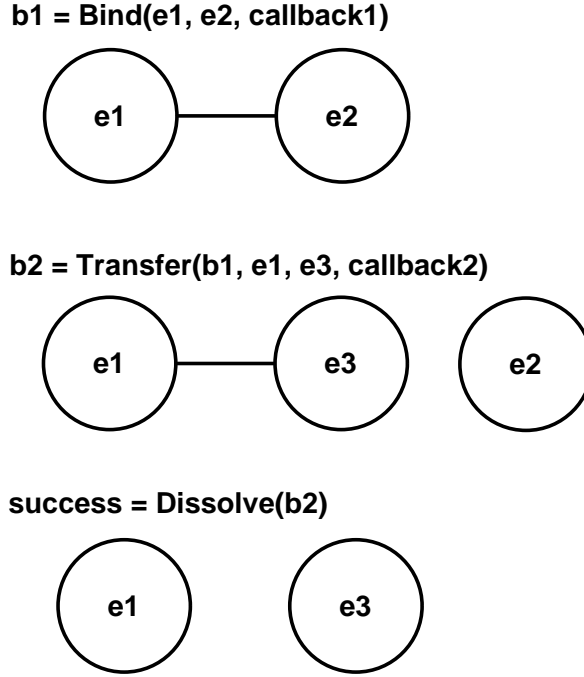 b1 = Bind(e1, e2, callback1)
e1 e2
b2 = Transfer(b1, e1, e3, callback2)
e1 e3 e2
success = Dissolve(b2)
e1 e3